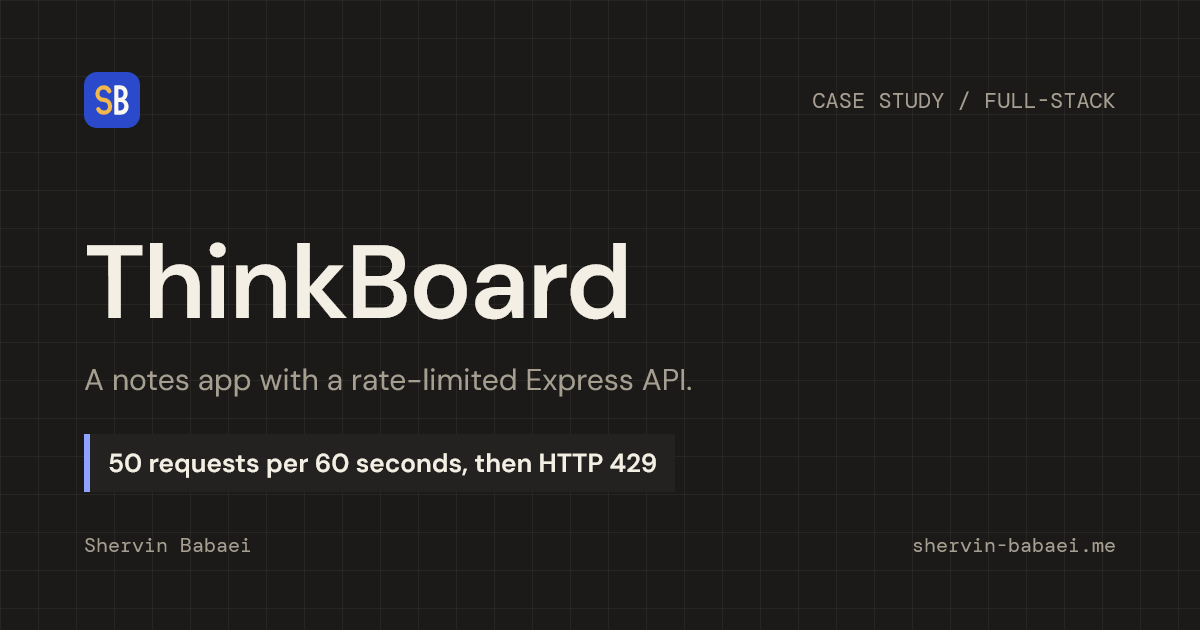 SB
CASE STUDY / FULL-STACK
ThinkBoard
A notes app with a rate-limited Express API.
50 requests per 60 seconds, then HTTP 429
Shervin Babaei
shervin-babaei.me